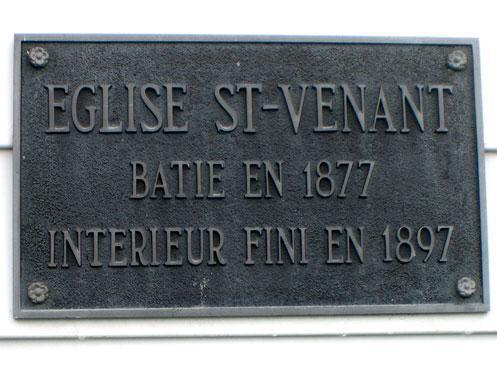 EGLISE ST-VENANT
BATIE EN 1877
INTERIEUR FINI EN 1897